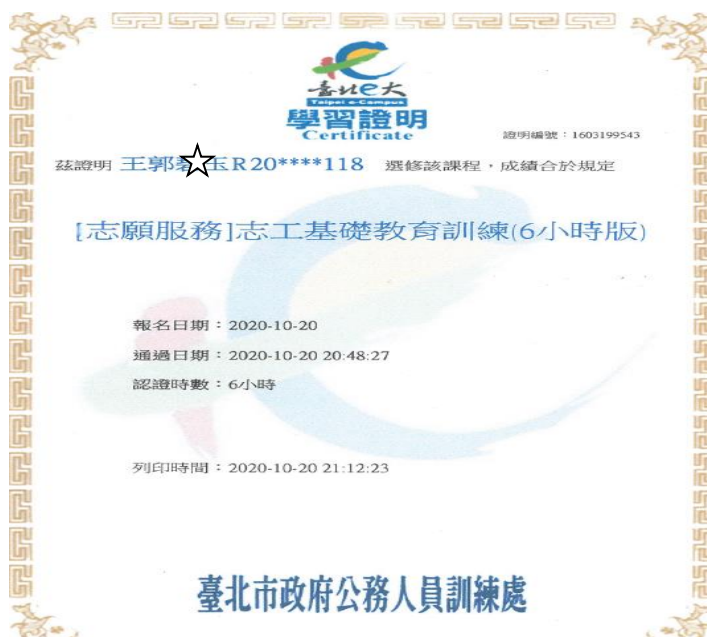 臺北e大
Taipei e-Campus
學習證明
Certificate
證明編號：1603199543
茲證明 王郭 玉R20****118 選修該課程，成績合於規定
[志願服務]志工基礎教育訓練(6小時版)
報名日期：2020-10-20
通過日期：2020-10-20 20:48:27
認證時數：6小時
列印時間：2020-10-20 21:12:23
臺北市政府公務人員訓練處